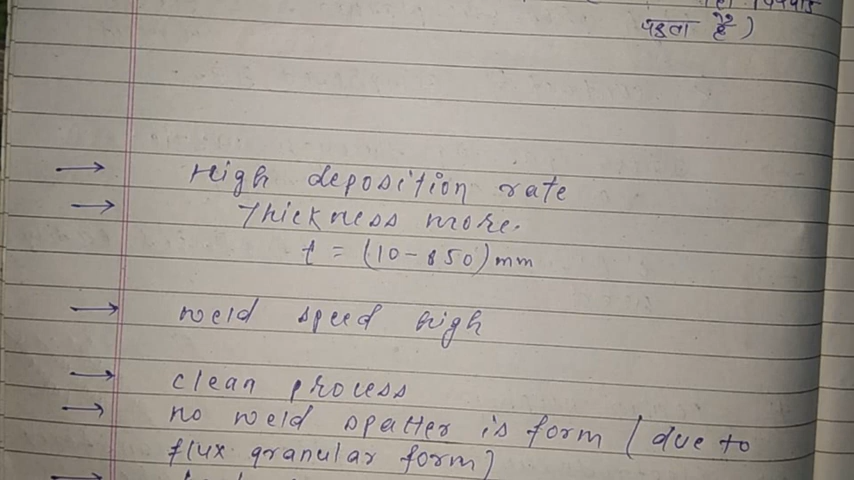 पड़ता है)
→ High deposition rate
→ Thickness more.
t = (10-850)mm
→ weld speed high
→ clean process
→ no weld spatter is form (due to
flux granular form)
→